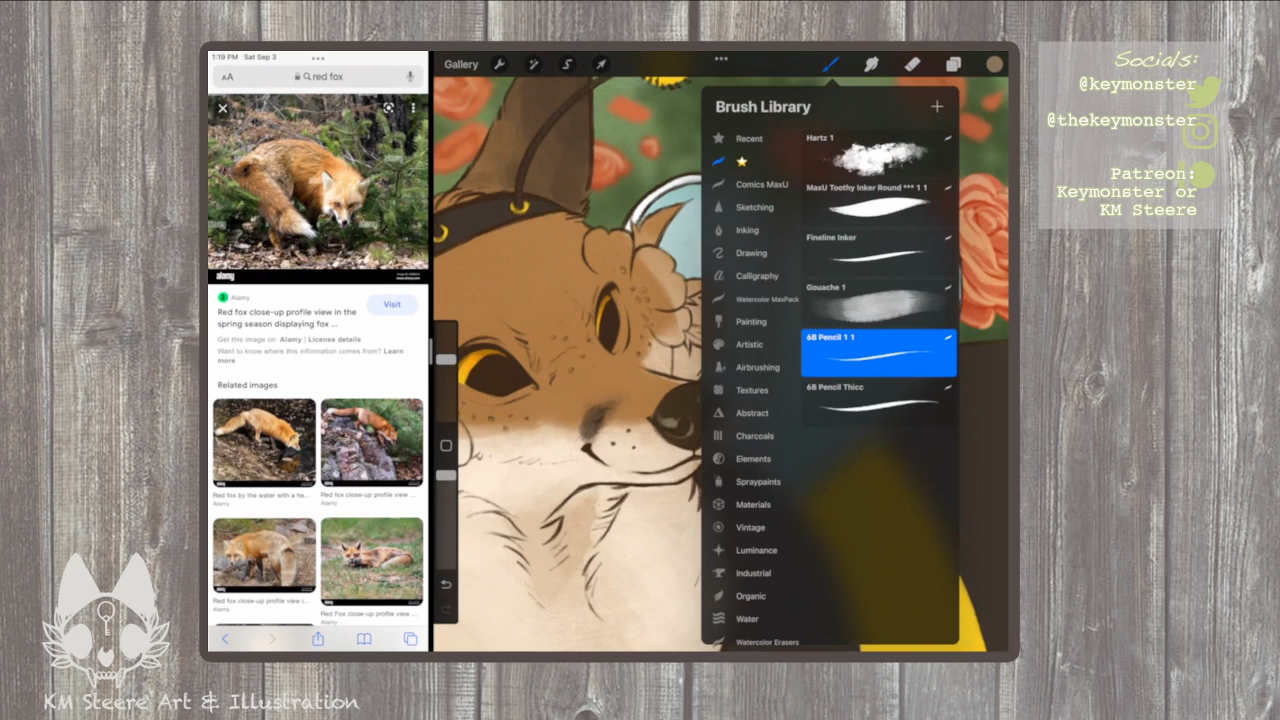 1:19 PM Sat Sep 3
AA
red fox
alamy
www.alamy.com
Alamy
Visit
Red fox close-up profile view in the
spring season displaying fox ...
Get this image on: Alamy | License details
Want to know where this information comes from? Learn
more
Related images
Red fox by the water with a he...
Alamy
Red fox close-up profile view ...
Alamy
Red fox close-up profile view i...
Alamy
Red Fox close-up profile view ...
Alamy
Gallery
Brush Library
Recent
Comics MaxU
Sketching
Inking
Drawing
Calligraphy
Watercolor MaxPack
Painting
Artistic
Airbrushing
Textures
Abstract
Charcoals
Elements
Spraypaints
Materials
Vintage
Luminance
Industrial
Organic
Water
Watercolor Erasers
Hartz 1
MaxU Toothy Inker Round *** 1 1
Fineline Inker
Gouache 1
6B Pencil 1 1
6B Pencil Thicc
Socials:
@keymonster
@thekeymonster
Patreon:
Keymonster or
KM Steere
KM Steere Art & Illustration